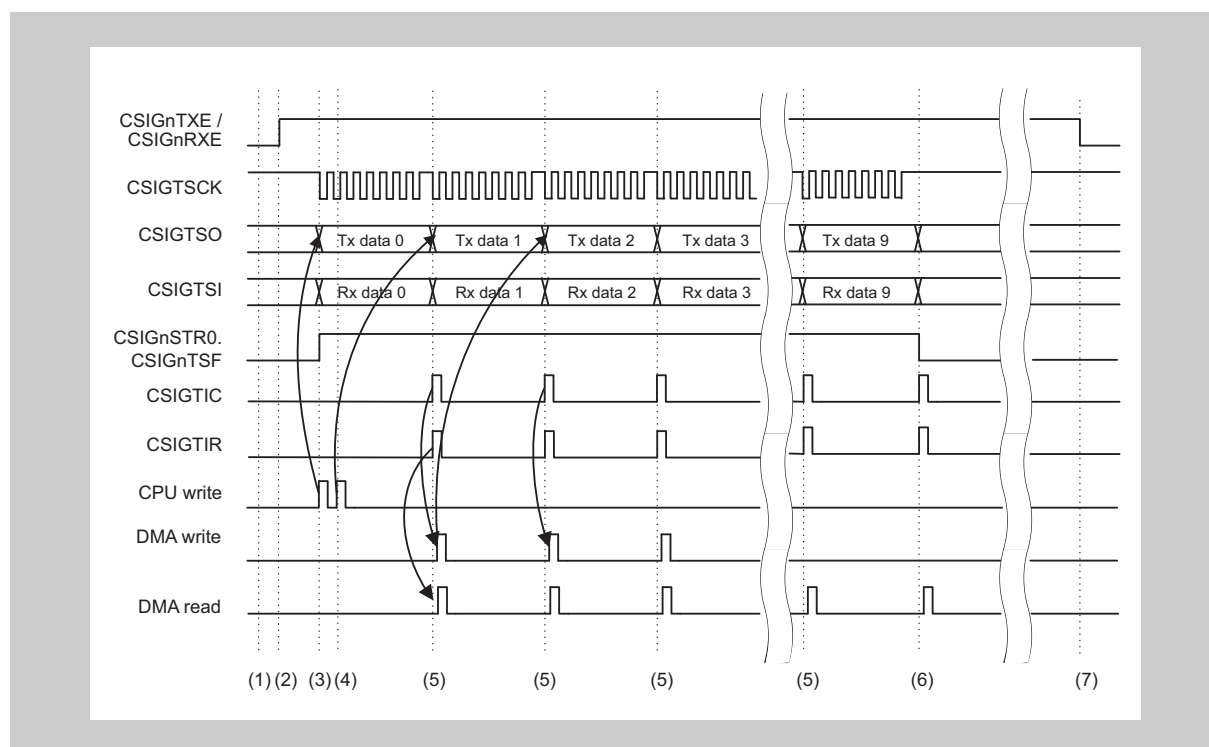 CSIGnTXE /
CSIGnRXE
CSIGTSCK
CSIGTSO
Tx data 0 Tx data 1 Tx data 2 Tx data 3 Tx data 9
CSIGTSI
Rx data 0 Rx data 1 Rx data 2 Rx data 3 Rx data 9
CSIGnSTR0.
CSIGnTSF
CSIGTIC
CSIGTIR
CPU write
DMA write
DMA read
(1) (2) (3) (4) (5) (5) (5) (5) (6) (7)